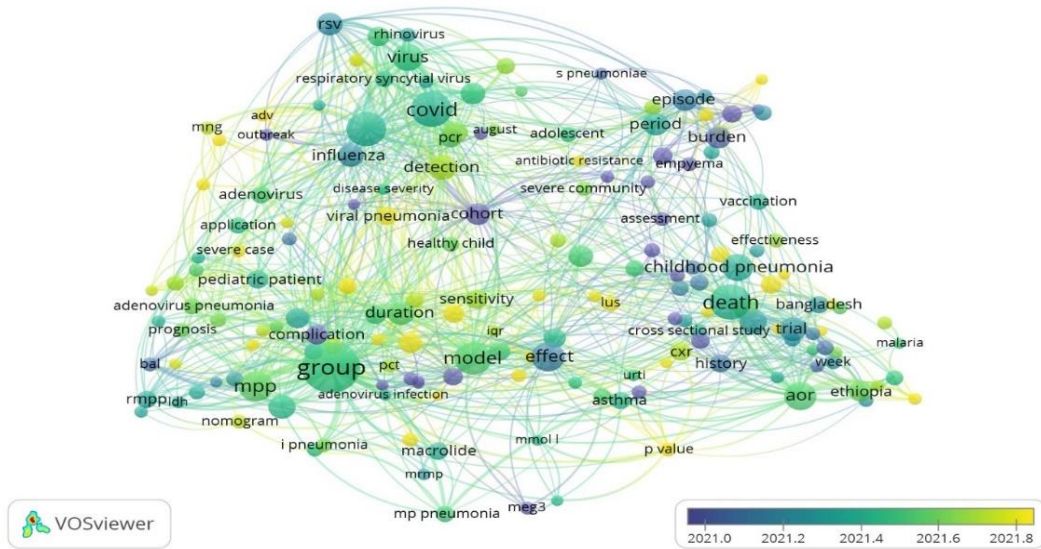 rsv
rhinovirus
virus
respiratory syncytial virus
s pneumoniae
episode
covid
period
mng
adv
outbreak
pcr
august
adolescent
burden
influenza
detection
antibiotic resistance
empyema
adenovirus
disease severity
severe community
vaccination
viral pneumonia
cohort
assessment
application
severe case
healthy child
effectiveness
pediatric patient
childhood pneumonia
adenovirus pneumonia
duration
sensitivity
lus
death
bangladesh
prognosis
complication
iqr
cross sectional study
trial
malaria
bal
group
pct
model
effect
cxr
history
week
mpp
adenovirus infection
urti
rmpp
ldh
asthma
aor
ethiopia
nomogram
i pneumonia
macrolide
mmol l
p value
mrmp
mp pneumonia
meg3
VOSviewer
2021.0 2021.2 2021.4 2021.6 2021.8